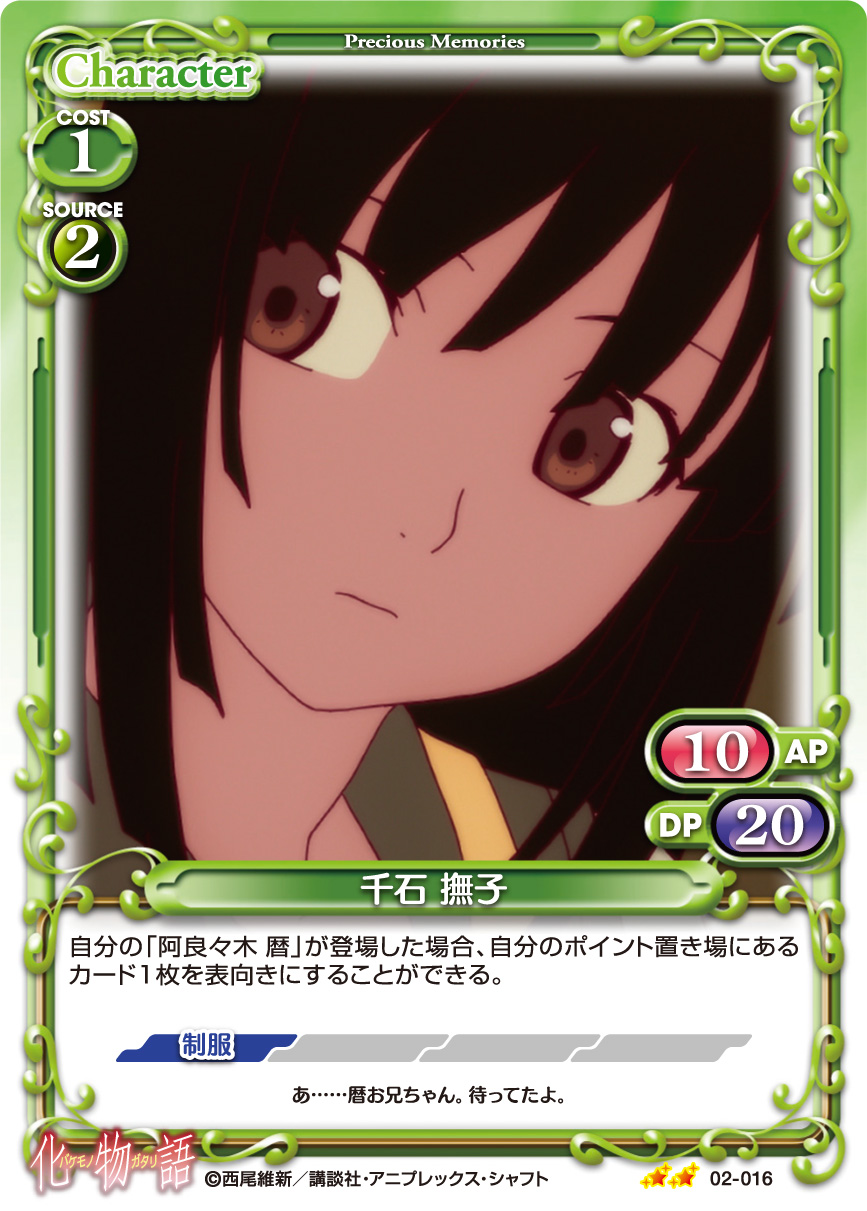 Precious Memories
Character
COST
1
SOURCE
2
10 AP
DP 20
千石 撫子
自分の「阿良々木 暦」が登場した場合、自分のポイント置き場にある
カード1枚を表向きにすることができる。
制服
あ……暦お兄ちゃん。待ってたよ。
化物語
バケモノガタリ
©西尾維新／講談社・アニプレックス・シャフト
02-016